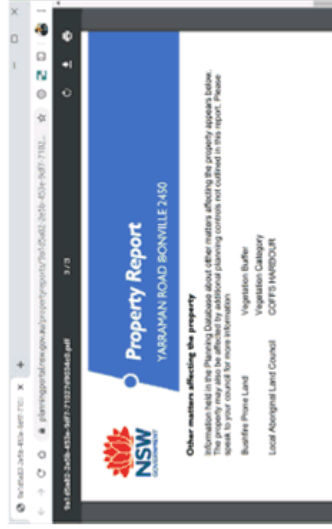 planningportal.nsw.gov.au/propertyreports/
3 / 3
NSW
GOVERNMENT
Property Report
YARRAMAN ROAD BONVILLE 2450
Other matters affecting the property
Information held in the Planning Database about other matters affecting the property appears below.
The property may also be affected by additional planning controls not outlined in this report. Please
speak to your council for more information
Bushfire Prone Land Vegetation Buffer
Vegetation Category
Local Aboriginal Land Council COFFS HARBOUR